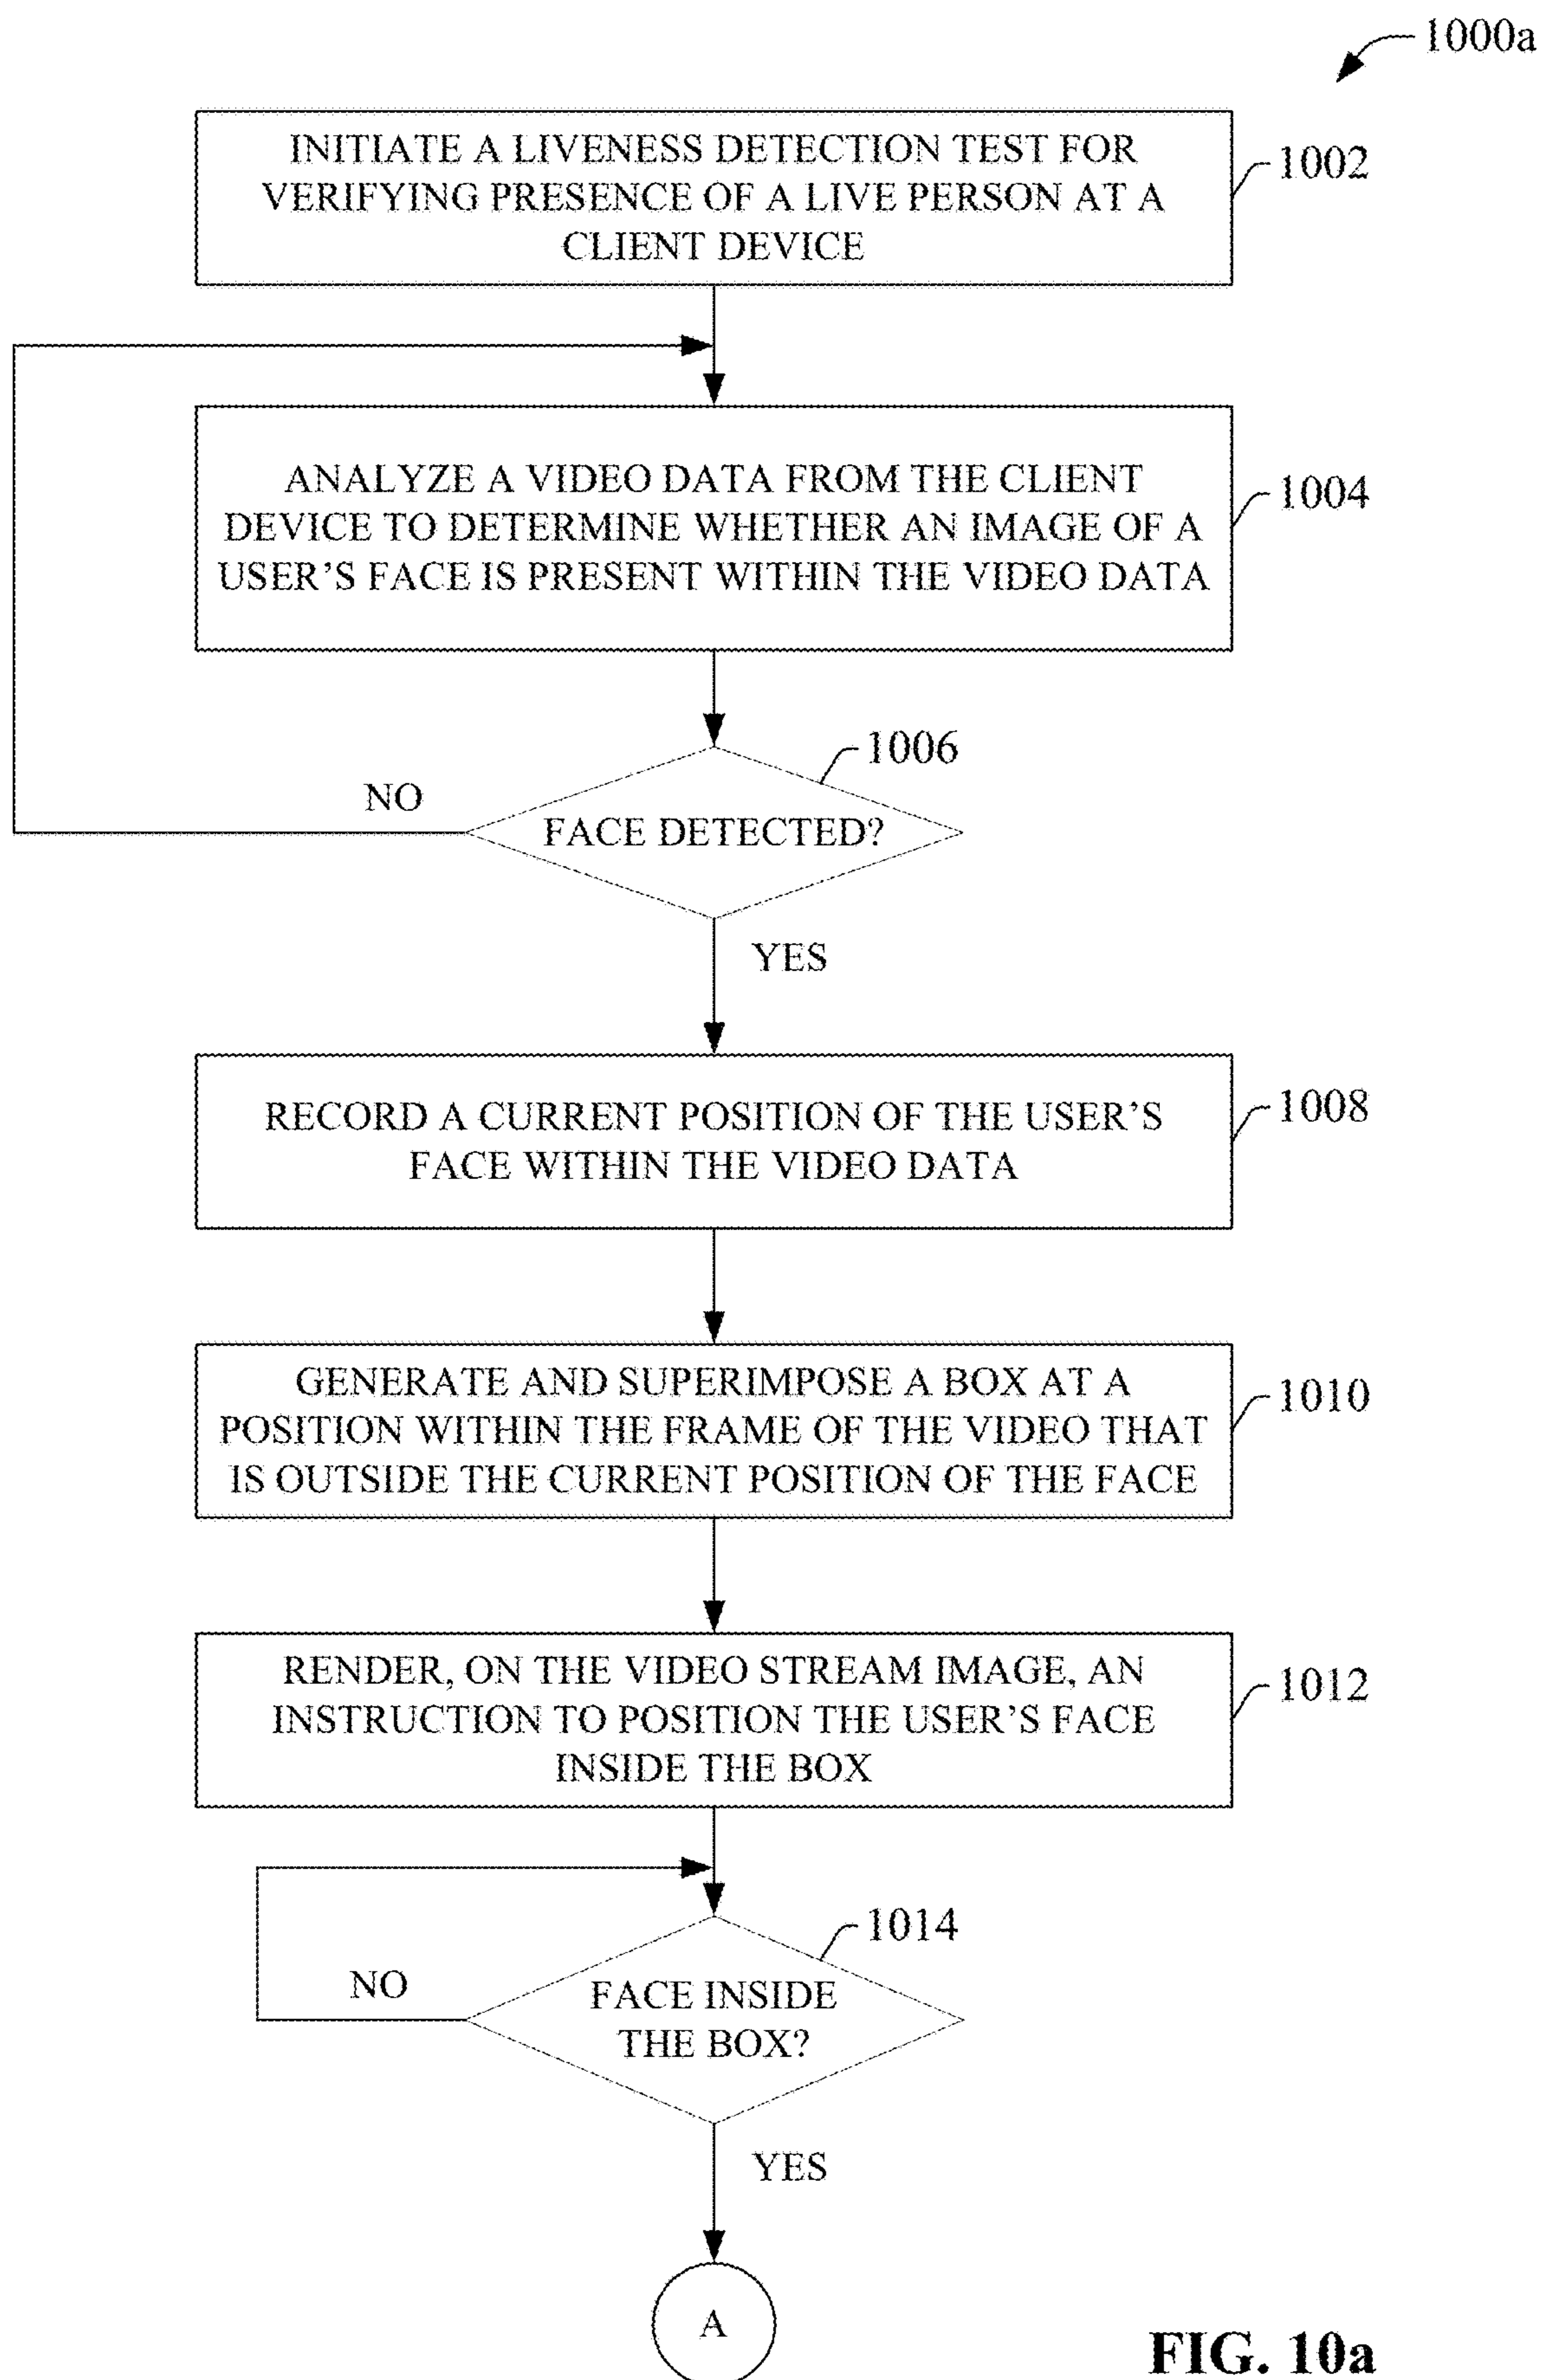 1000a
INITIATE A LIVENESS DETECTION TEST FOR
VERIFYING PRESENCE OF A LIVE PERSON AT A
CLIENT DEVICE
1002
ANALYZE A VIDEO DATA FROM THE CLIENT
DEVICE TO DETERMINE WHETHER AN IMAGE OF A
USER'S FACE IS PRESENT WITHIN THE VIDEO DATA
1004
1006
NO
FACE DETECTED?
YES
RECORD A CURRENT POSITION OF THE USER'S
FACE WITHIN THE VIDEO DATA
1008
GENERATE AND SUPERIMPOSE A BOX AT A
POSITION WITHIN THE FRAME OF THE VIDEO THAT
IS OUTSIDE THE CURRENT POSITION OF THE FACE
1010
RENDER, ON THE VIDEO STREAM IMAGE, AN
INSTRUCTION TO POSITION THE USER'S FACE
INSIDE THE BOX
1012
1014
NO
FACE INSIDE
THE BOX?
YES
A
FIG. 10a